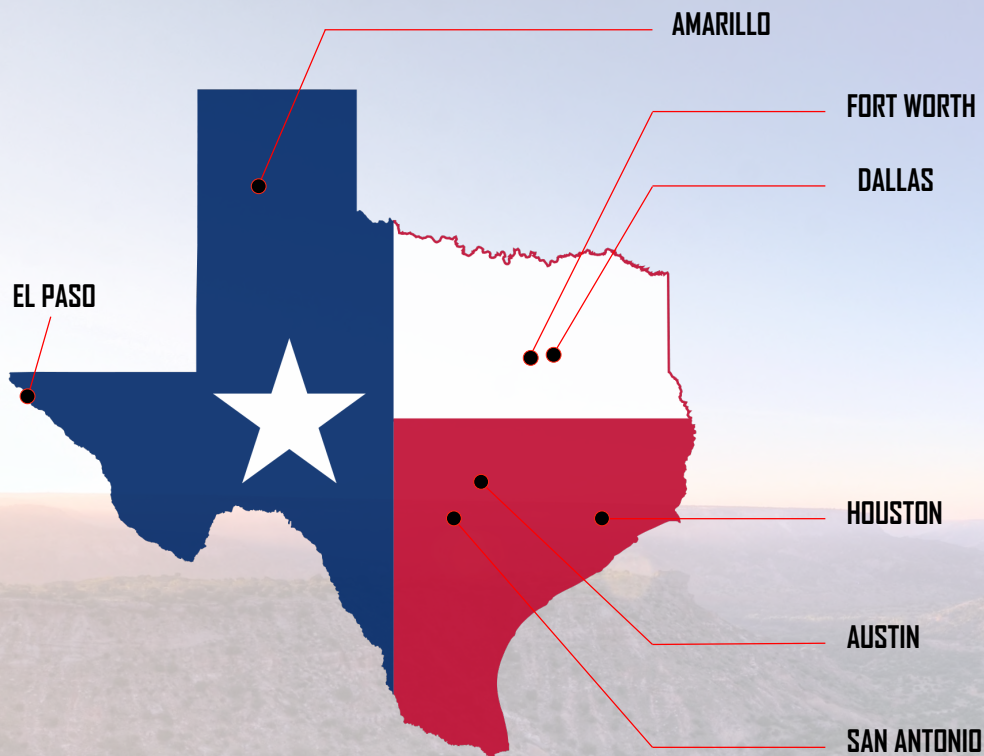 AMARILLO
FORT WORTH
DALLAS
EL PASO
HOUSTON
AUSTIN
SAN ANTONIO